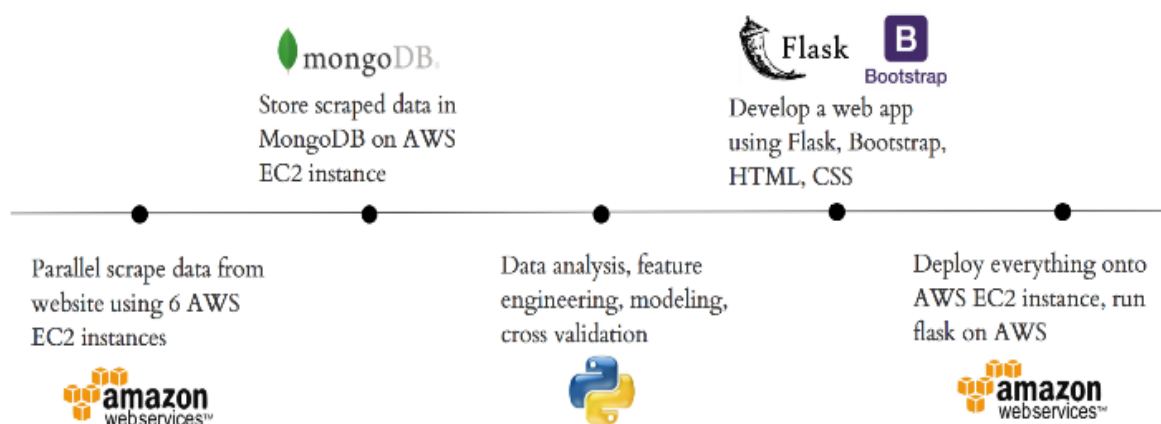 mongoDB
Store scraped data in
MongoDB on AWS
EC2 instance
Flask
B
Bootstrap
Develop a web app
using Flask, Bootstrap,
HTML, CSS
Parallel scrape data from
website using 6 AWS
EC2 instances
amazon
webservices™
Data analysis, feature
engineering, modeling,
cross validation
Deploy everything onto
AWS EC2 instance, run
flask on AWS
amazon
webservices™